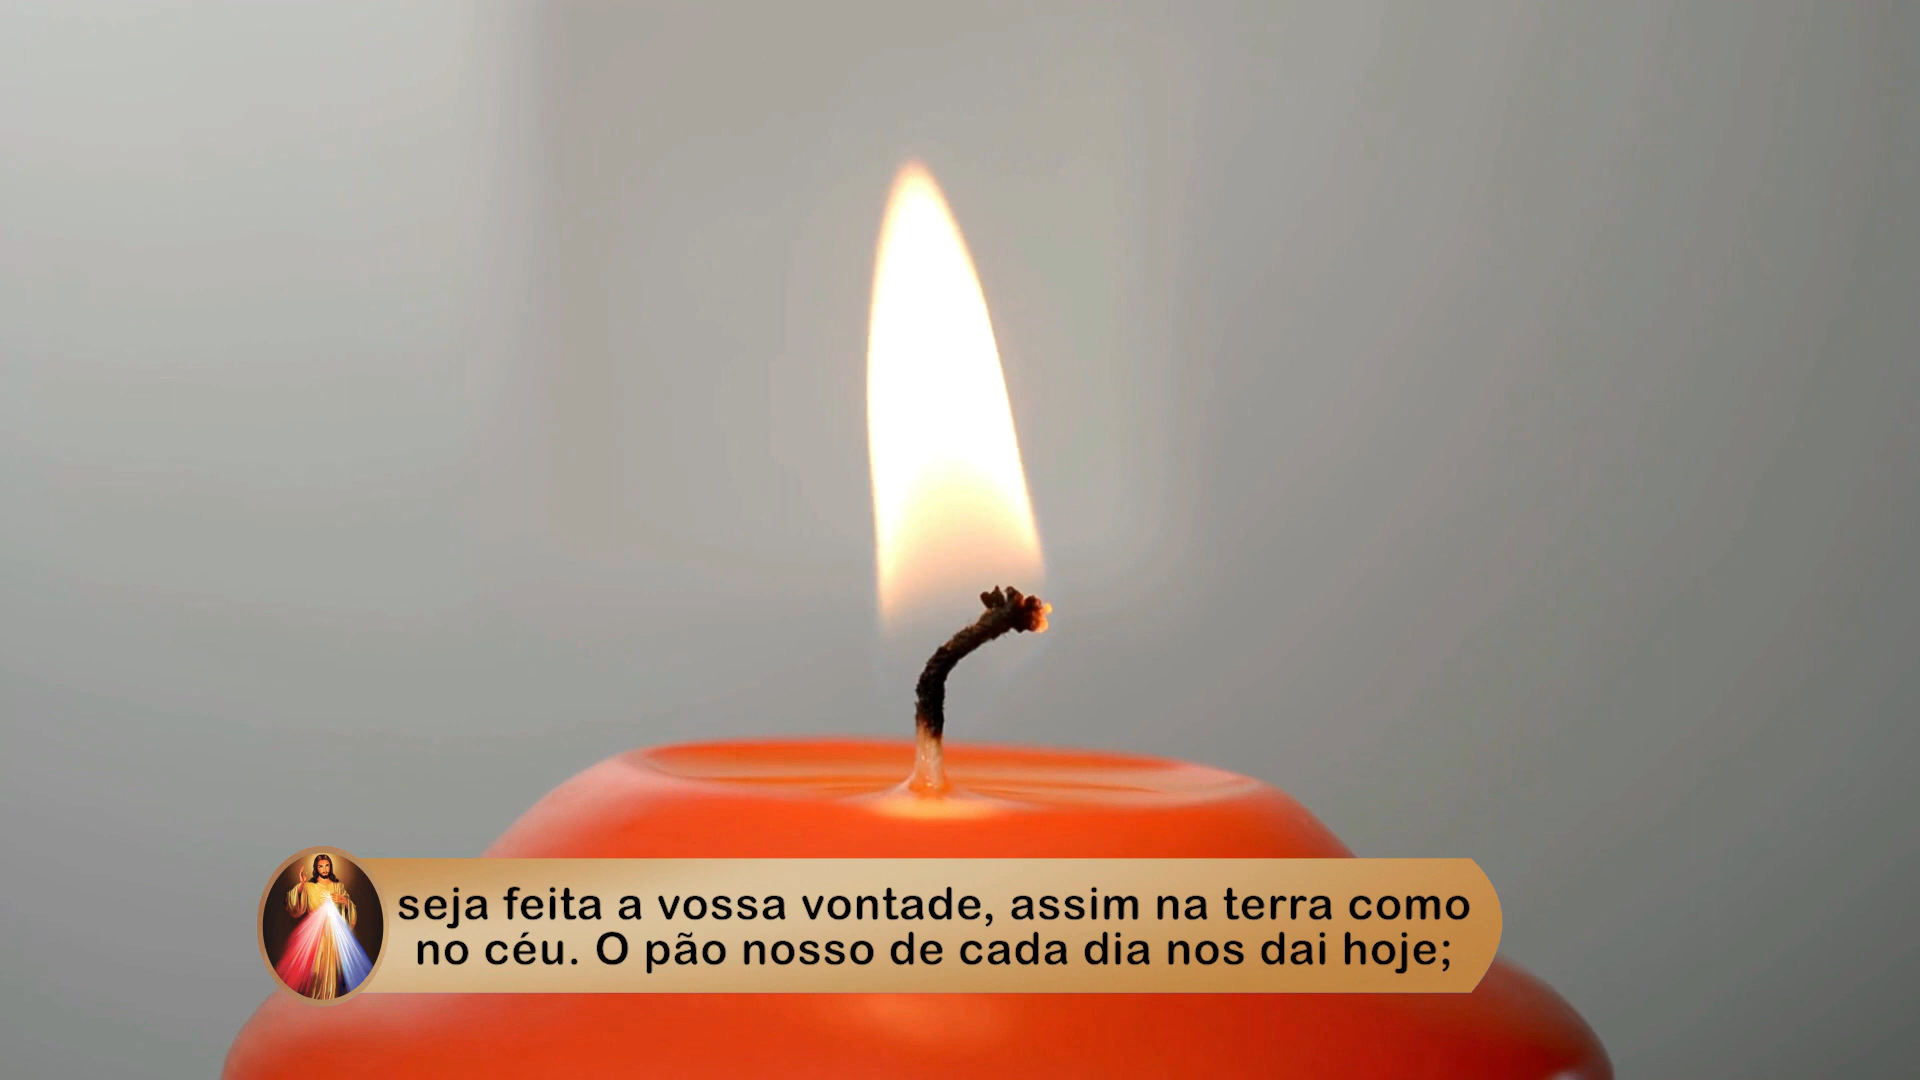 seja feita a vossa vontade, assim na terra como
no céu. O pão nosso de cada dia nos dai hoje;